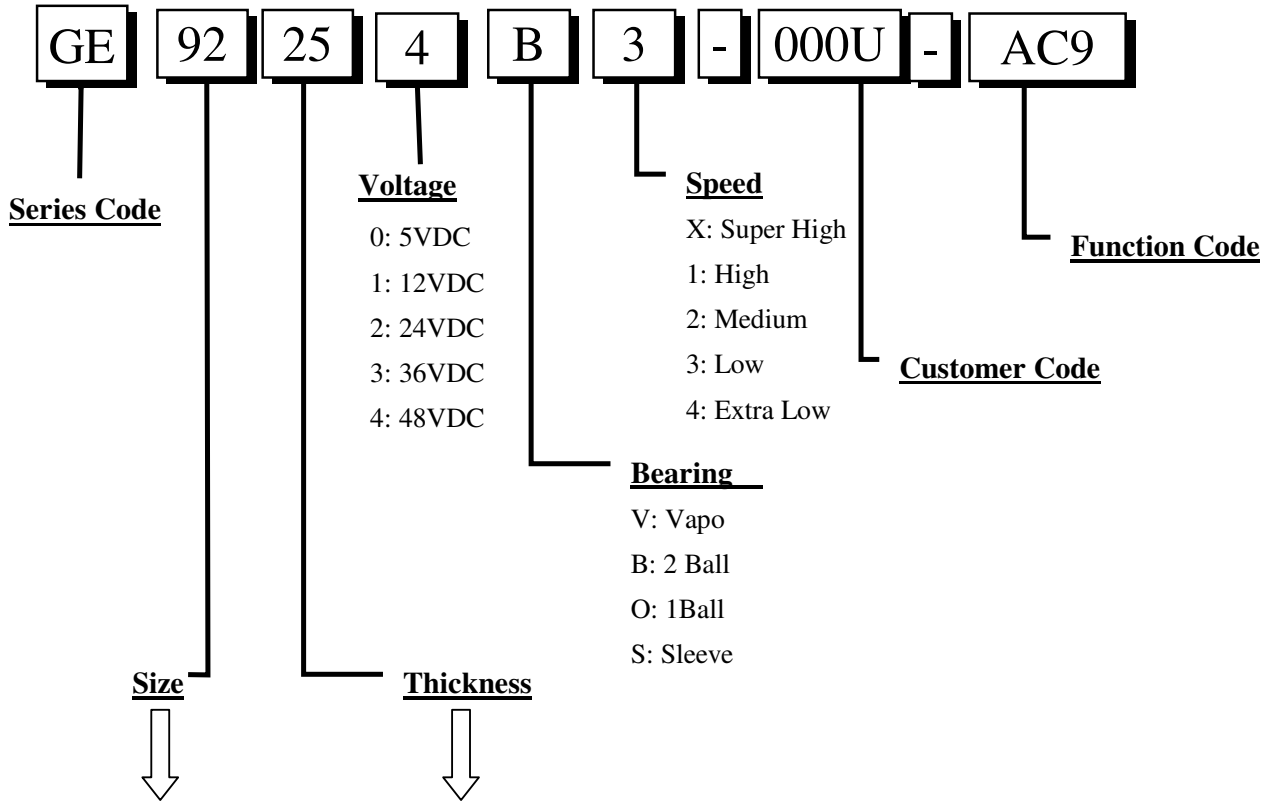 GE 92 25 4 B 3 - 000U - AC9
Series Code
Voltage
0: 5VDC
1: 12VDC
2: 24VDC
3: 36VDC
4: 48VDC
Speed
X: Super High
1: High
2: Medium
3: Low
4: Extra Low
Function Code
Customer Code
Bearing
V: Vapo
B: 2 Ball
O: 1Ball
S: Sleeve
Size
Thickness